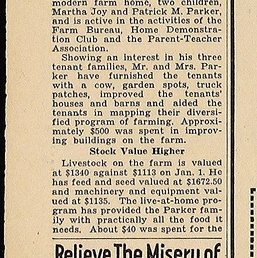 modern farm home, two children,
Martha Joy and Patrick M. Parker,
and is active in the activities of the
Farm Bureau, Home Demonstra-
tion Club and the Parent-Teacher
Association.
Showing an interest in his three
tenant families, Mr. and Mrs. Par-
ker have furnished the tenants
with a cow, garden spots, truck
patches, improved the tenants'
houses and barns and aided the
tenants in mapping their diversi-
fied program of farming. Approxi-
mately $500 was spent in improv-
ing buildings on the farm.
Stock Value Higher
Livestock on the farm is valued
at $1340 against $1113 on Jan. 1. He
has feed and seed valued at $1672.50
and machinery and equipment val-
ued at $1135. The live-at-home pro-
gram has provided the Parker fam-
ily with practically all the food it
needs. About $40 was spent for the
Relieve The Misery of